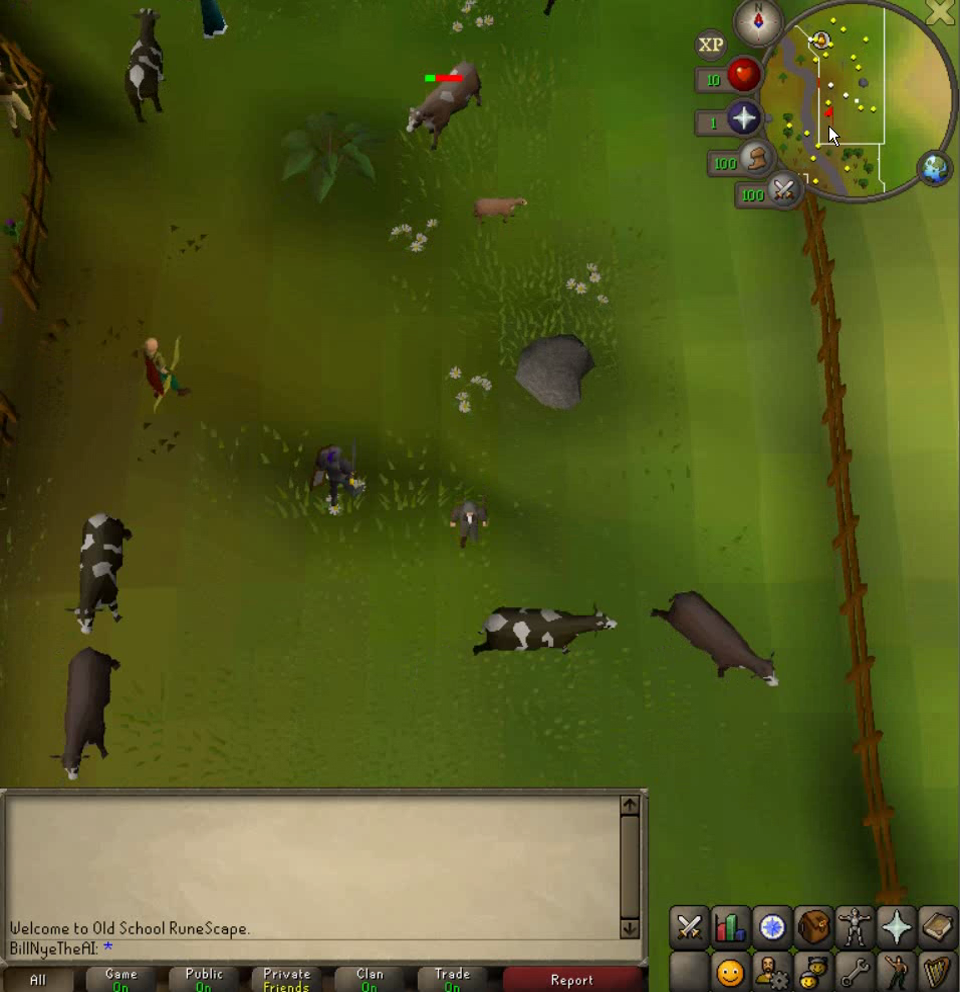 N
XP
10
1
100
100
Welcome to Old School RuneScape.
BillNyeTheAI: *
All
Game
On
Public
On
Private
Friends
Clan
On
Trade
On
Report